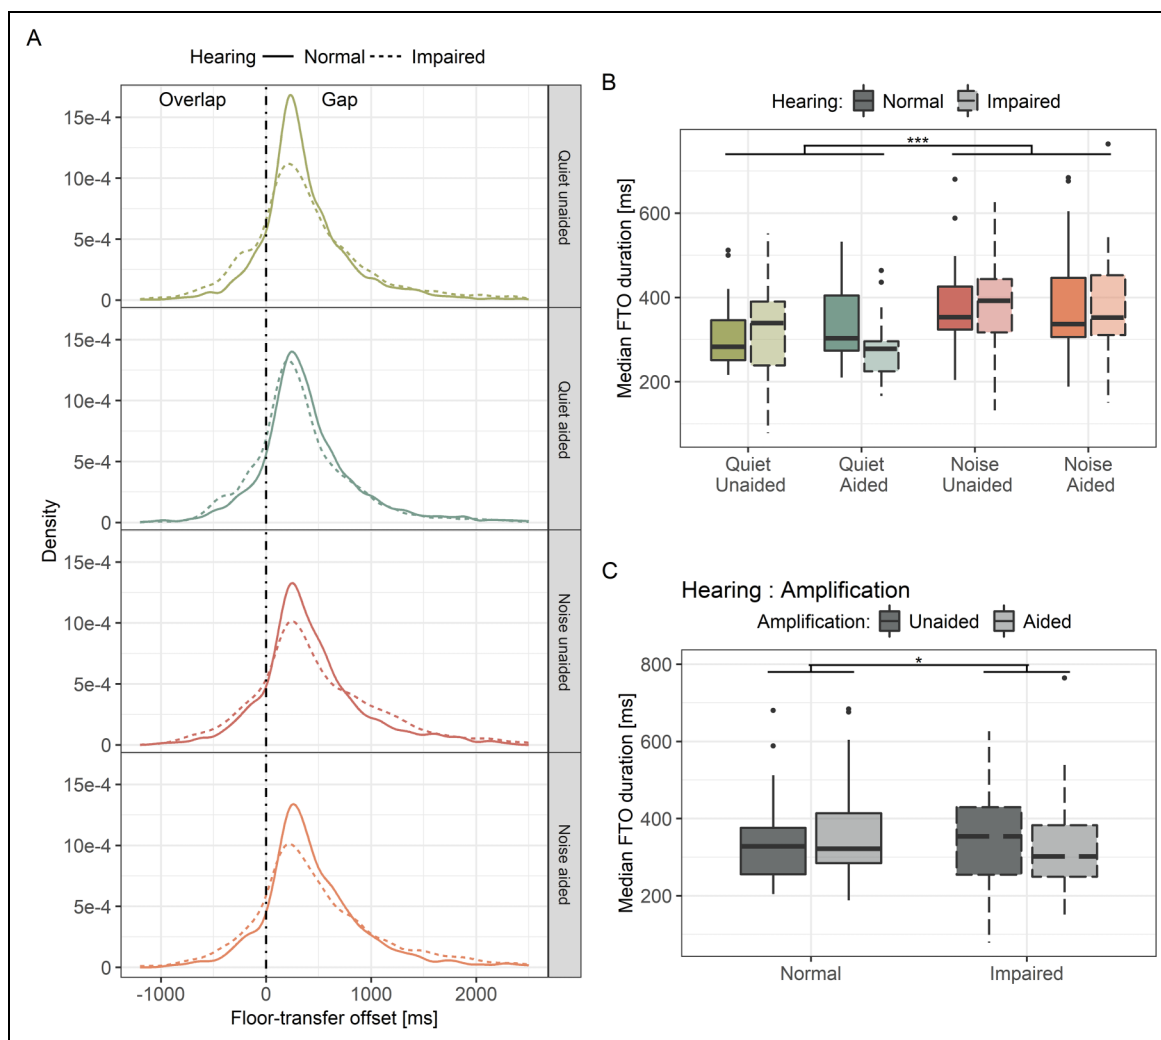 A
Hearing Normal Impaired
Overlap Gap
15e-4
10e-4
5e-4
0
Quiet unaided
15e-4
10e-4
5e-4
0
Quiet aided
15e-4
10e-4
5e-4
0
Noise unaided
15e-4
10e-4
5e-4
0
Noise aided
Density
-1000 0 1000 2000
Floor-transfer offset [ms]
B
Hearing: Normal Impaired
***
600
400
200
Median FTO duration [ms]
Quiet Quiet Noise Noise
Unaided Aided Unaided Aided
C
Hearing : Amplification
Amplification: Unaided Aided
*
800
600
400
200
Median FTO duration [ms]
Normal Impaired